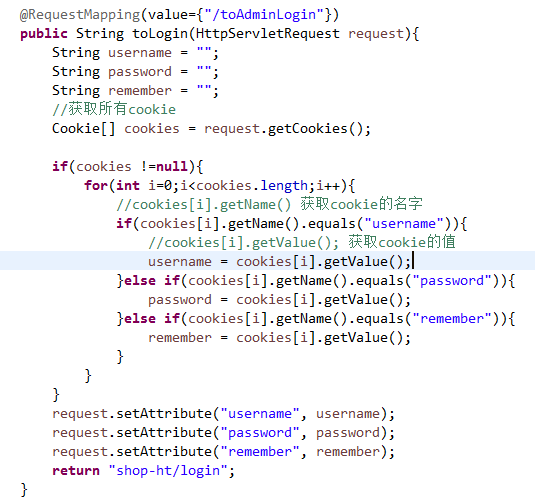 @RequestMapping(value={"/toAdminLogin"})
public String toLogin(HttpServletRequest request){
    String username = "";
    String password = "";
    String remember = "";
    //获取所有cookie
    Cookie[] cookies = request.getCookies();

    if(cookies !=null){
        for(int i=0;i<cookies.length;i++){
            //cookies[i].getName() 获取cookie的名字
            if(cookies[i].getName().equals("username")){
                //cookies[i].getValue(); 获取cookie的值
                username = cookies[i].getValue();
            }else if(cookies[i].getName().equals("password")){
                password = cookies[i].getValue();
            }else if(cookies[i].getName().equals("remember")){
                remember = cookies[i].getValue();
            }
        }
    }
    request.setAttribute("username", username);
    request.setAttribute("password", password);
    request.setAttribute("remember", remember);
    return "shop-ht/login";
}